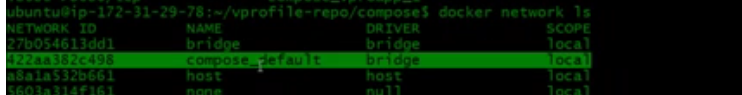 ubuntu@ip-172-31-29-78:~/vprofile-repo/compose$ docker network ls
NETWORK ID NAME DRIVER SCOPE
27b054613dd1 bridge bridge local
422aa382c498 compose_default bridge local
a8a1a532b661 host host local
5603a314f161 none null local